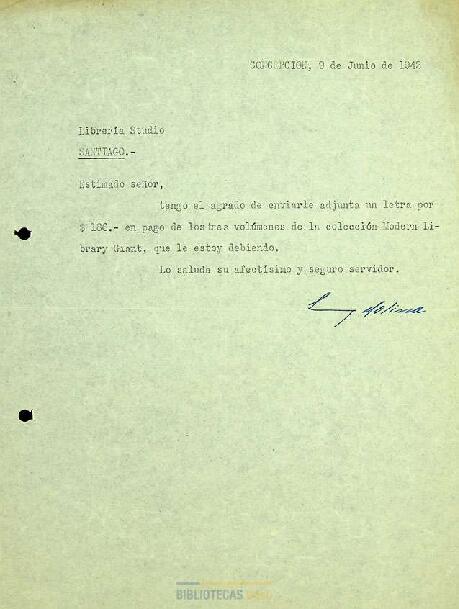 CONCEPCION, 9 de Junio de 1942
Librería Studio
SANTIAGO.-
Estimado señor,
tengo el agrado de enviarle adjunta un letra por
$ 186.- en pago de los tres volúmenes de la colección Modern Li-
brary Giant, que le estoy debiendo.
Lo saluda su afectísimo y seguro servidor.
BIBLIOTECAS UDEC